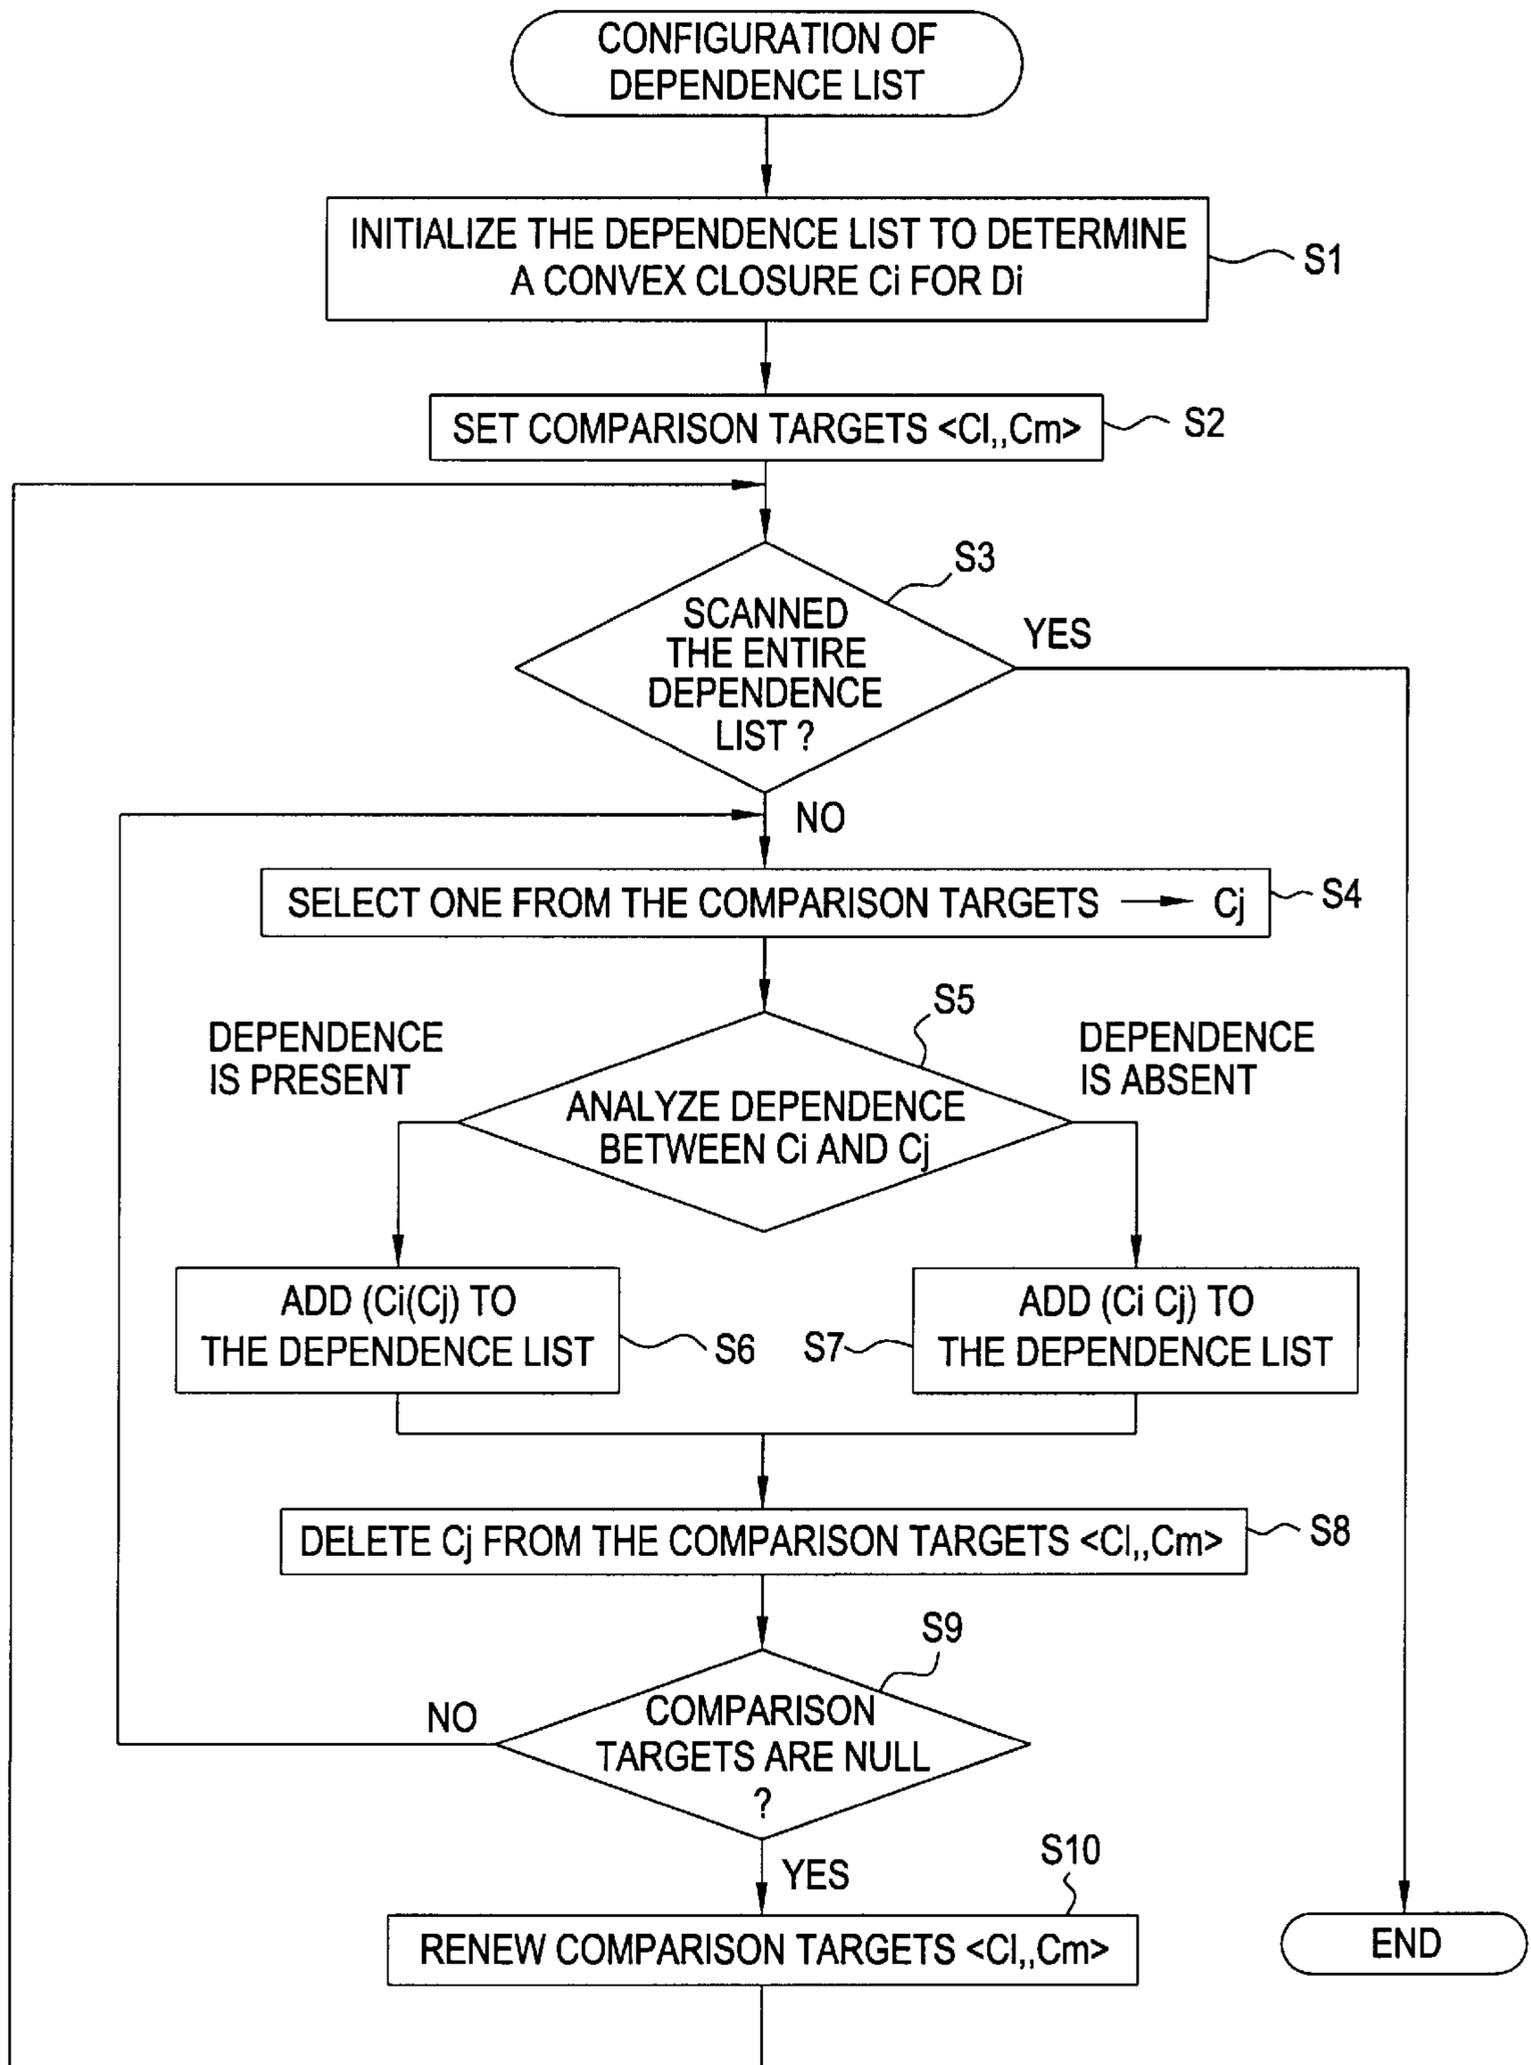 CONFIGURATION OF
DEPENDENCE LIST
INITIALIZE THE DEPENDENCE LIST TO DETERMINE
A CONVEX CLOSURE Ci FOR Di
S1
SET COMPARISON TARGETS <Cl,,Cm>
S2
S3
SCANNED
THE ENTIRE
DEPENDENCE
LIST ?
YES
NO
SELECT ONE FROM THE COMPARISON TARGETS → Cj
S4
S5
DEPENDENCE
IS PRESENT
DEPENDENCE
IS ABSENT
ANALYZE DEPENDENCE
BETWEEN Ci AND Cj
ADD (Ci(Cj) TO
THE DEPENDENCE LIST
S6
S7
ADD (Ci Cj) TO
THE DEPENDENCE LIST
DELETE Cj FROM THE COMPARISON TARGETS <Cl,,Cm>
S8
S9
NO
COMPARISON
TARGETS ARE NULL
?
YES
S10
RENEW COMPARISON TARGETS <Cl,,Cm>
END